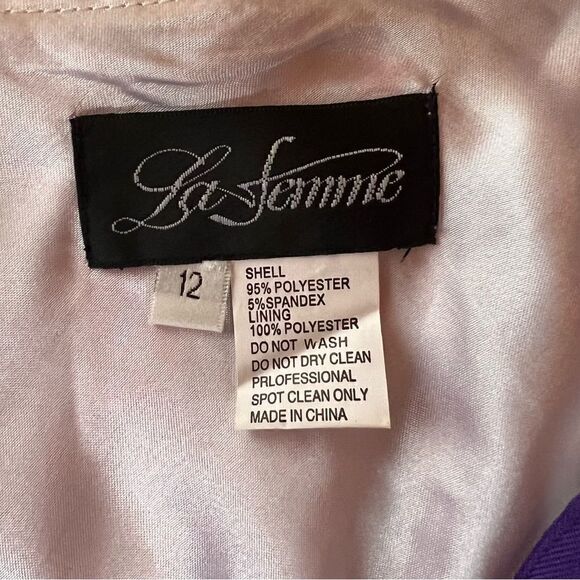 La Femme
12
SHELL
95% POLYESTER
5%SPANDEX
LINING
100% POLYESTER
DO NOT WASH
DO NOT DRY CLEAN
PRLOFESSIONAL
SPOT CLEAN ONLY
MADE IN CHINA